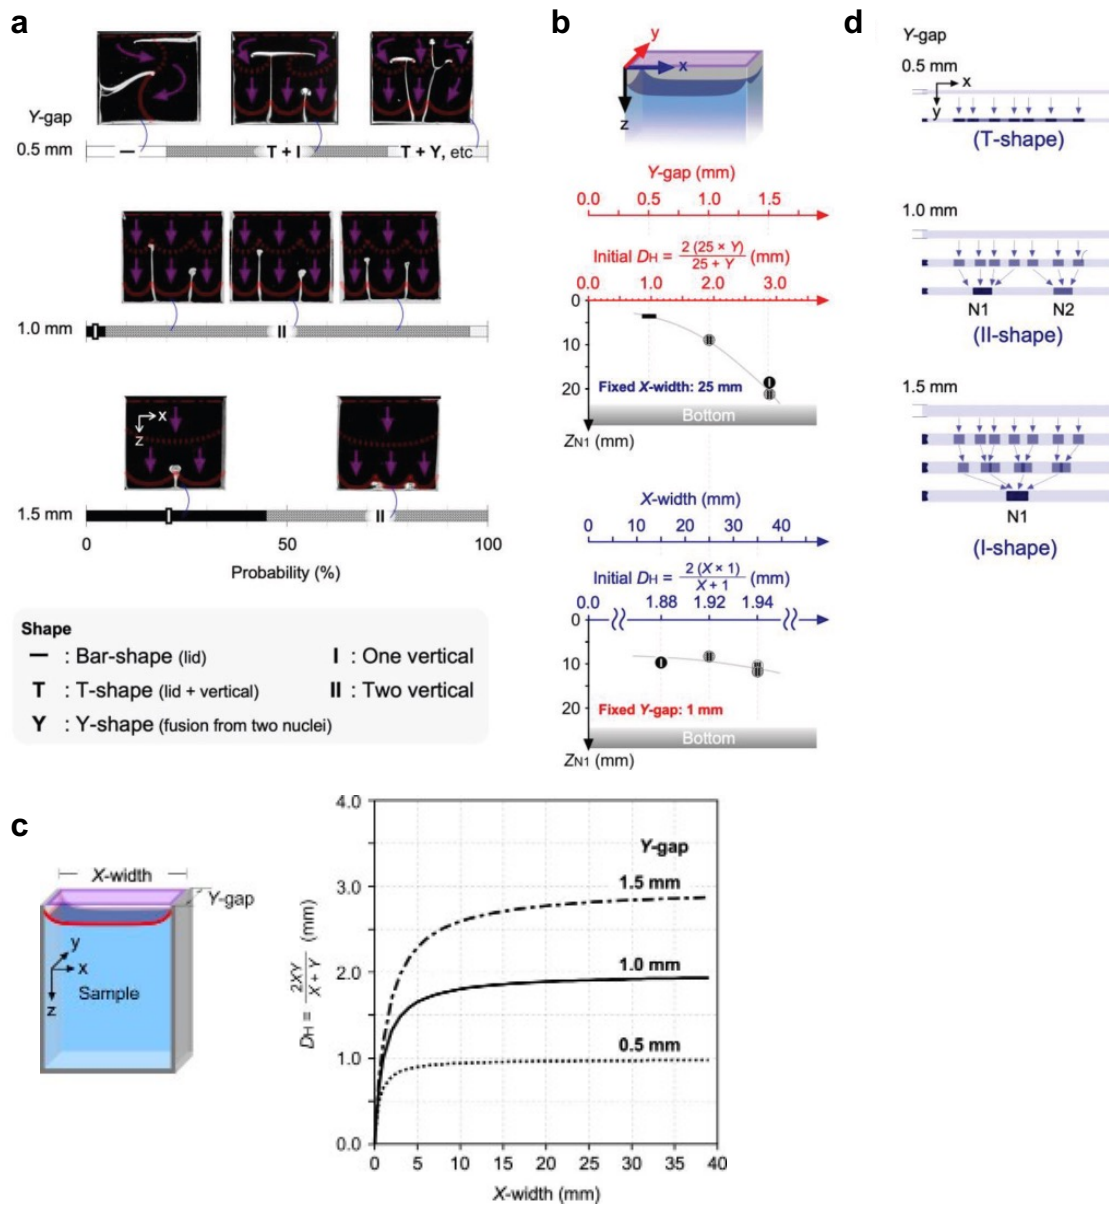 a
Y-gap
0.5 mm
—
T + I
T + Y, etc
1.0 mm
I
II
x
z
1.5 mm
I
II
0
50
100
Probability (%)
Shape
— : Bar-shape (lid)
T : T-shape (lid + vertical)
Y : Y-shape (fusion from two nuclei)
I : One vertical
II : Two vertical
b
y
x
z
Y-gap (mm)
0.0 0.5 1.0 1.5
Initial DH = 2 (25 × Y) / 25 + Y (mm)
0.0 1.0 2.0 3.0
0
10
20
I
II
II
Fixed X-width: 25 mm
Bottom
ZN1 (mm)
X-width (mm)
0 10 20 30 40
Initial DH = 2 (X × 1) / X + 1 (mm)
0.0 1.88 1.92 1.94
0
10
20
I
II
II
II
Fixed Y-gap: 1 mm
Bottom
ZN1 (mm)
c
X-width
Y-gap
y
x
z
Sample
DH = 2XY / X + Y (mm)
4.0
3.0
2.0
1.0
0.0
Y-gap
1.5 mm
1.0 mm
0.5 mm
0 5 10 15 20 25 30 35 40
X-width (mm)
d
Y-gap
0.5 mm
x
y
(T-shape)
1.0 mm
N1 N2
(II-shape)
1.5 mm
N1
(I-shape)